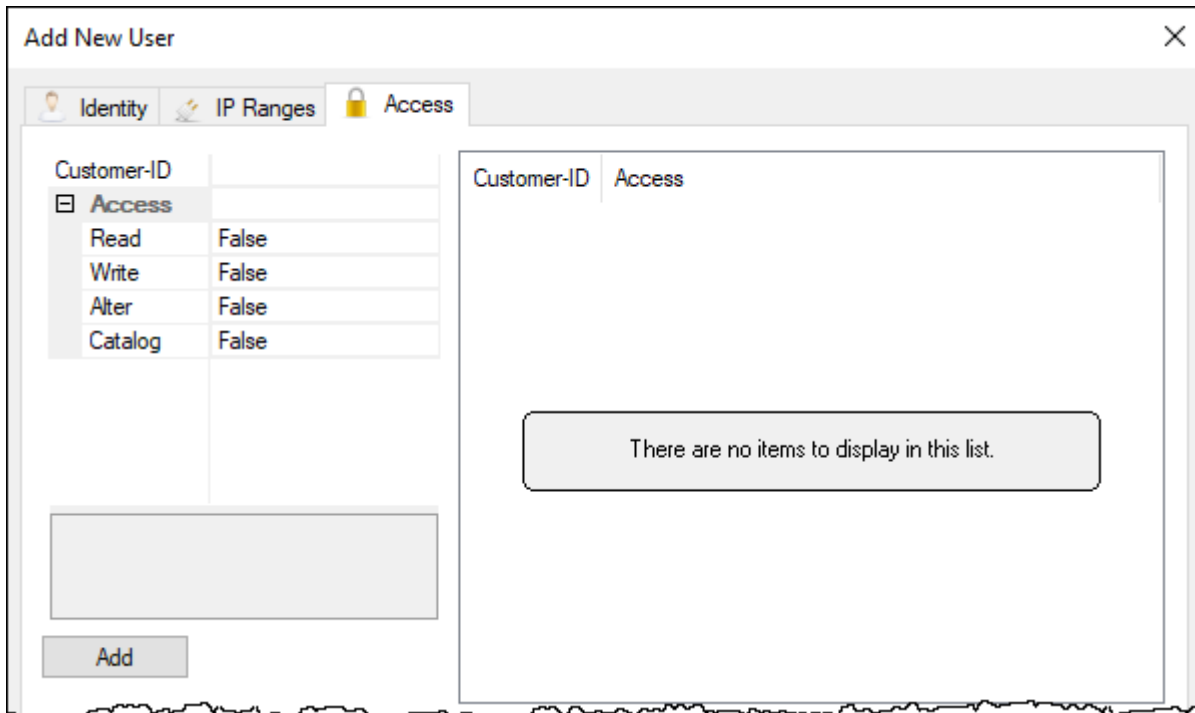 Add New User
Identity IP Ranges Access
Customer-ID
Access
Read False
Write False
Alter False
Catalog False
Add
Customer-ID Access
There are no items to display in this list.